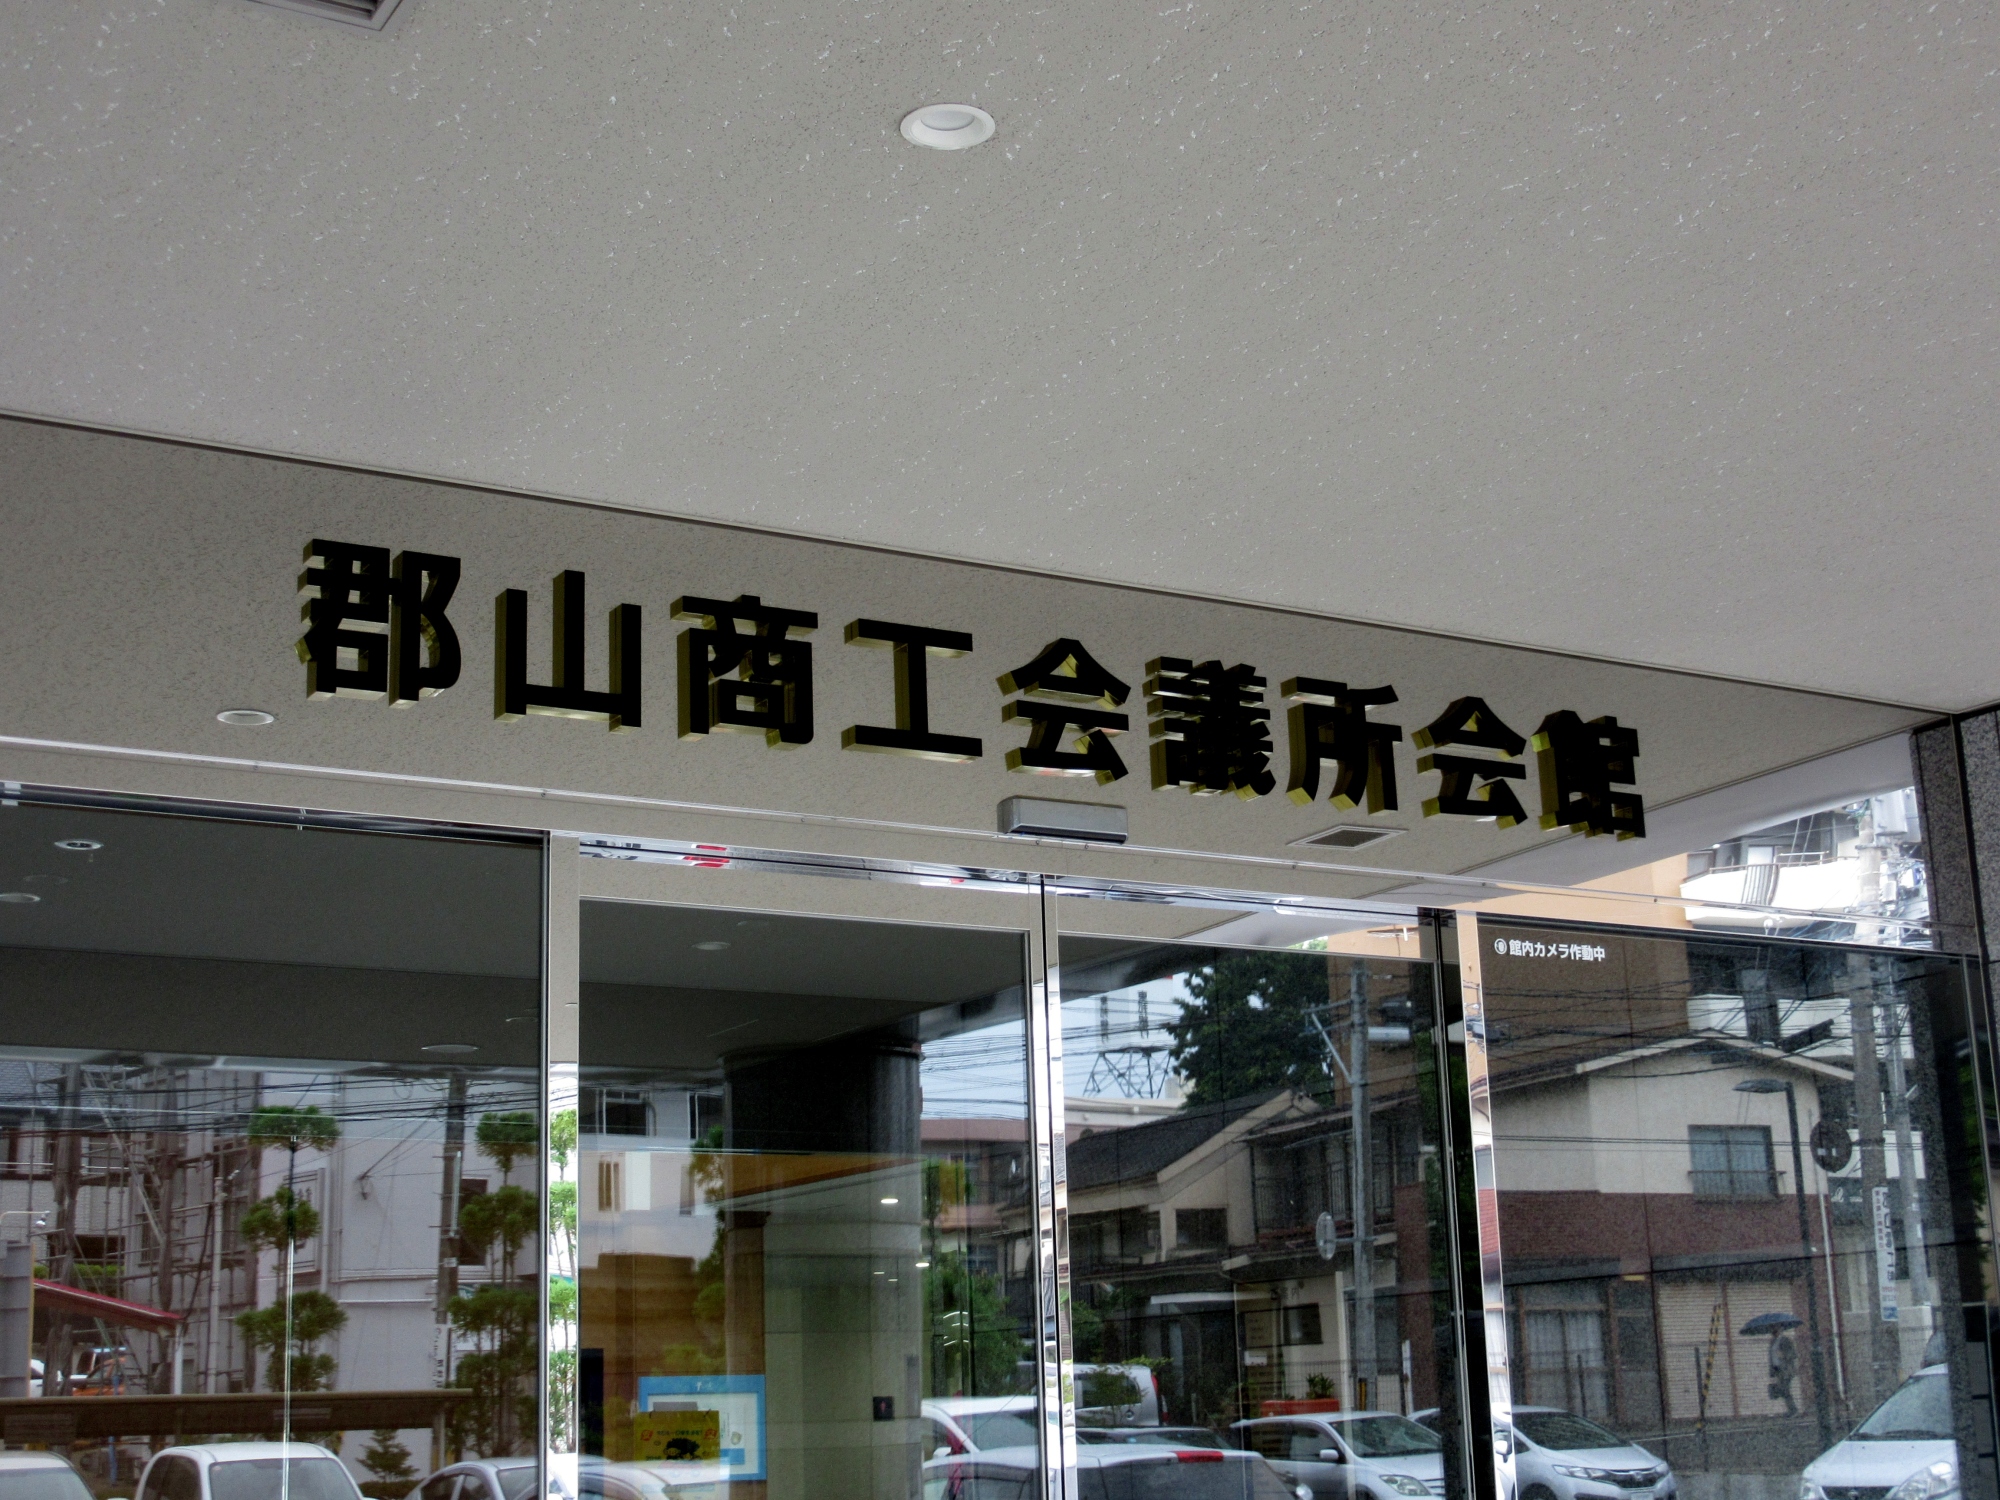 郡山商工会議所会館
館内カメラ作動中